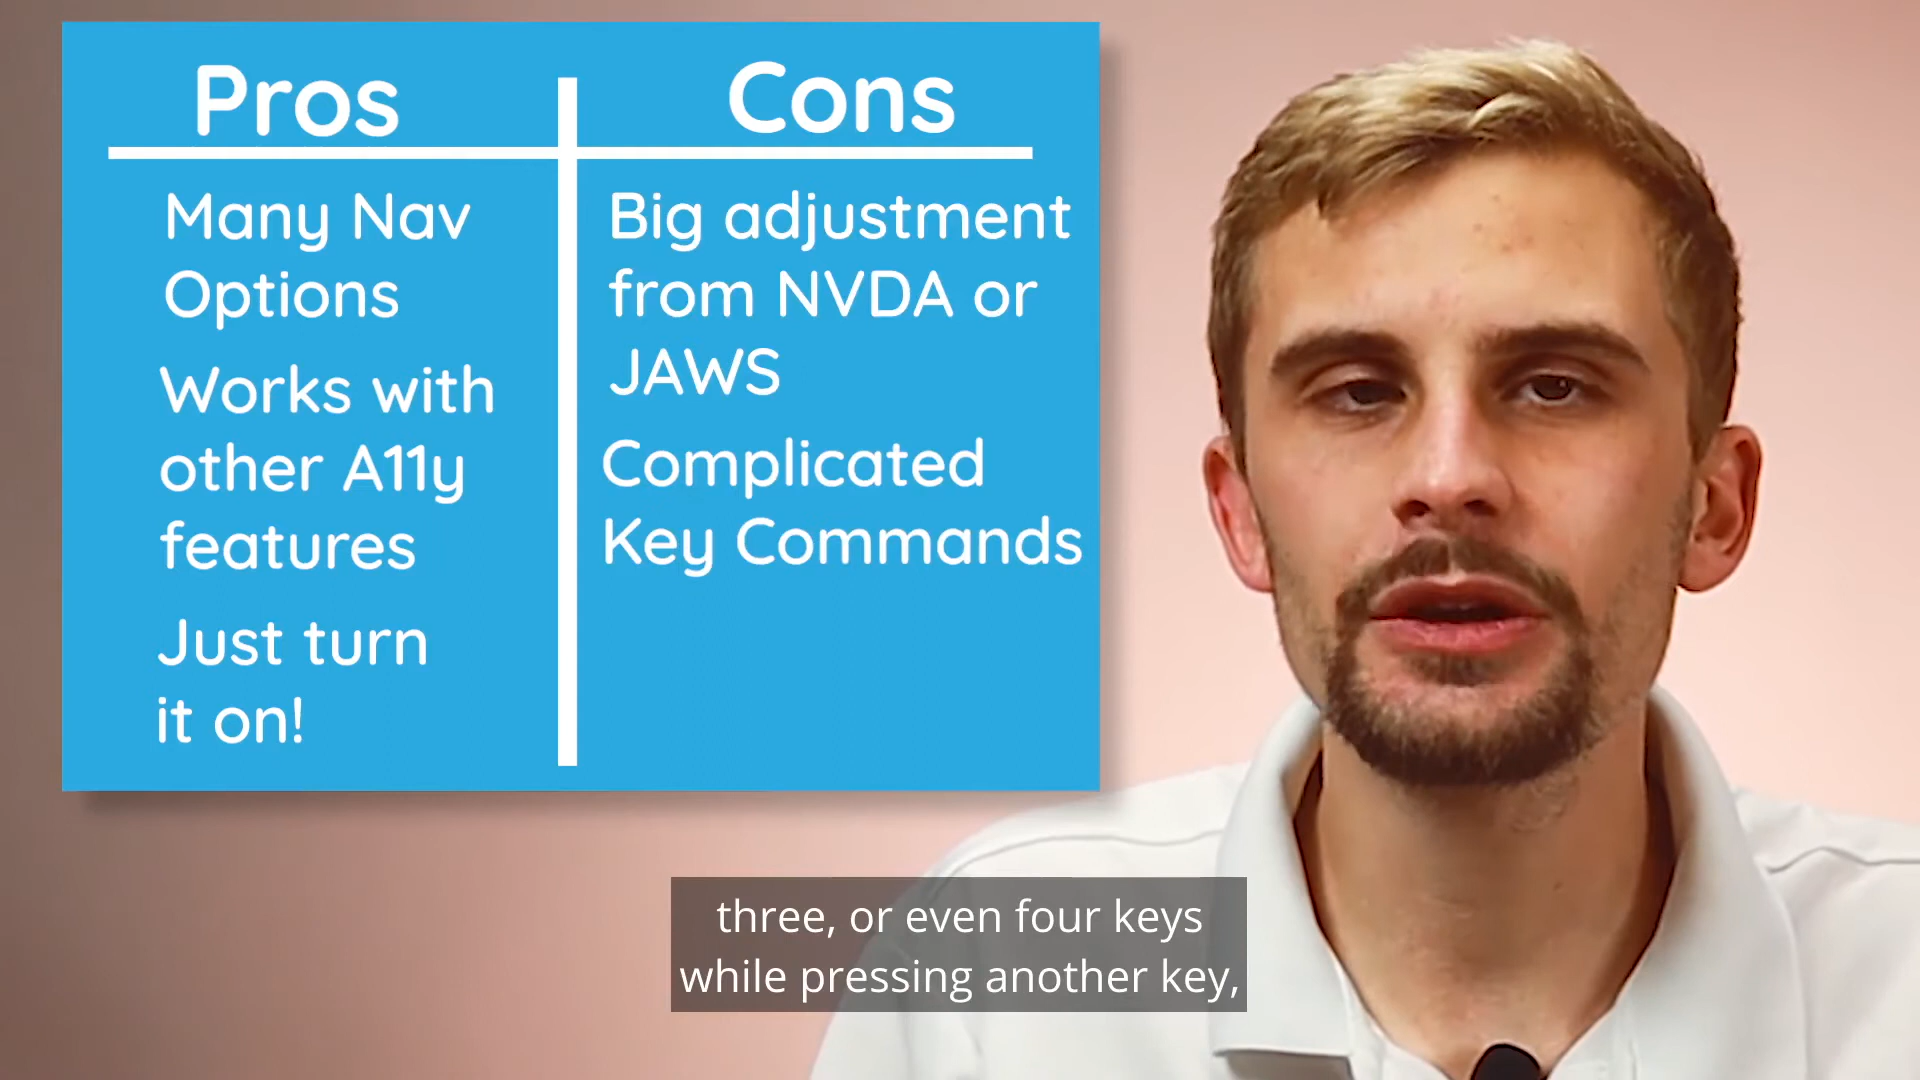 Pros
Many Nav
Options
Works with
other A11y
features
Just turn
it on!
Cons
Big adjustment
from NVDA or
JAWS
Complicated
Key Commands
three, or even four keys
while pressing another key,